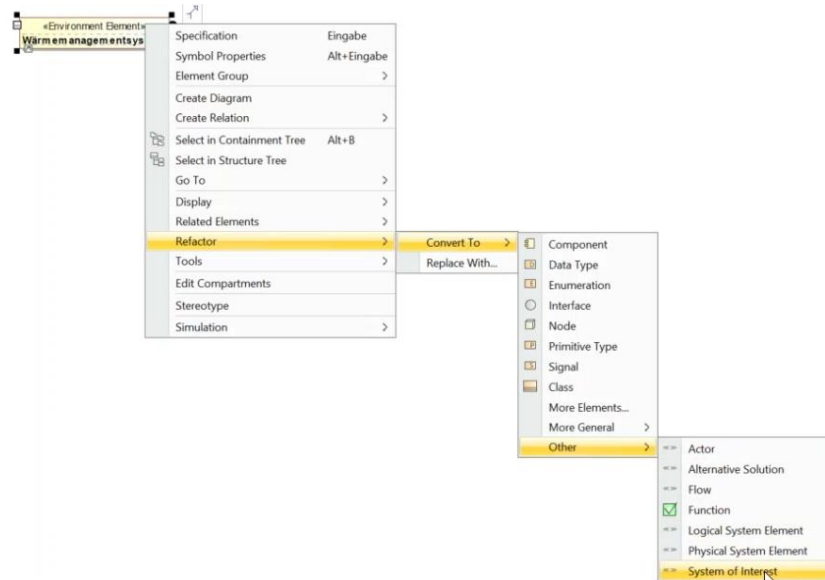 «Environment Element»
Wärmemanagementsys
Specification Eingabe
Symbol Properties Alt+Eingabe
Element Group
Create Diagram
Create Relation
Select in Containment Tree Alt+B
Select in Structure Tree
Go To
Display
Related Elements
Refactor
Tools
Edit Compartments
Stereotype
Simulation
Convert To
Replace With...
Component
Data Type
Enumeration
Interface
Node
Primitive Type
Signal
Class
More Elements...
More General
Other
Actor
Alternative Solution
Flow
Function
Logical System Element
Physical System Element
System of Interest